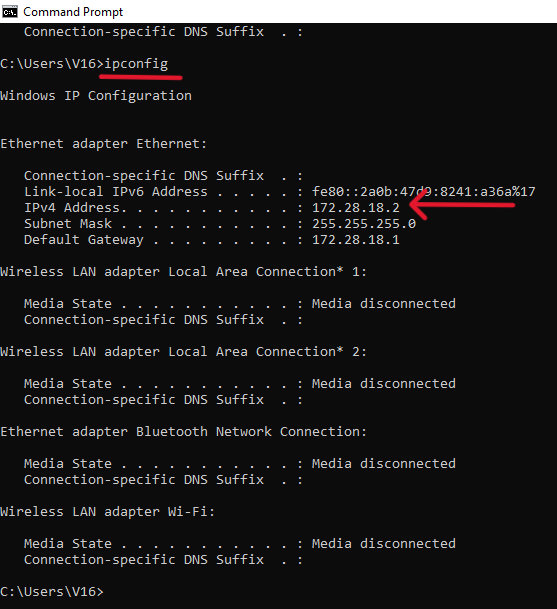 Command Prompt
Connection-specific DNS Suffix  . :
C:\Users\V16>ipconfig
Windows IP Configuration
Ethernet adapter Ethernet:
Connection-specific DNS Suffix  . :
Link-local IPv6 Address . . . . . : fe80::2a0b:47d9:8241:a36a%17
IPv4 Address. . . . . . . . . . . : 172.28.18.2
Subnet Mask . . . . . . . . . . . : 255.255.255.0
Default Gateway . . . . . . . . . : 172.28.18.1
Wireless LAN adapter Local Area Connection* 1:
Media State . . . . . . . . . . . : Media disconnected
Connection-specific DNS Suffix  . :
Wireless LAN adapter Local Area Connection* 2:
Media State . . . . . . . . . . . : Media disconnected
Connection-specific DNS Suffix  . :
Ethernet adapter Bluetooth Network Connection:
Media State . . . . . . . . . . . : Media disconnected
Connection-specific DNS Suffix  . :
Wireless LAN adapter Wi-Fi:
Media State . . . . . . . . . . . : Media disconnected
Connection-specific DNS Suffix  . :
C:\Users\V16>